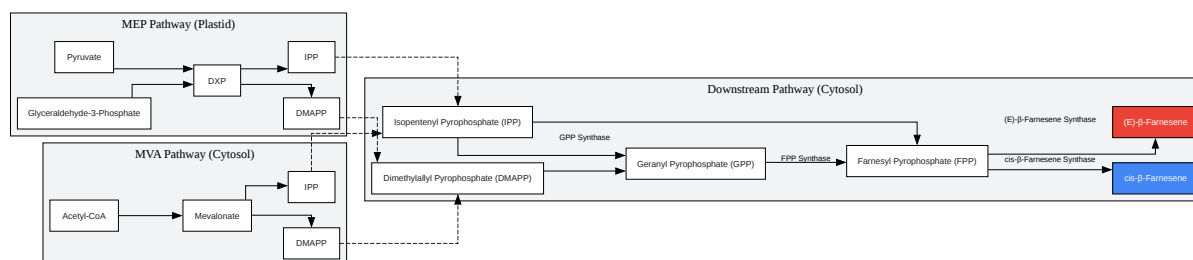 MEP Pathway (Plastid)
Pyruvate
IPP
DXP
Glyceraldehyde-3-Phosphate
DMAPP
MVA Pathway (Cytosol)
IPP
Acetyl-CoA
Mevalonate
DMAPP
Downstream Pathway (Cytosol)
Isopentenyl Pyrophosphate (IPP)
(E)-β-Farnesene Synthase
(E)-β-Farnesene
GPP Synthase
Geranyl Pyrophosphate (GPP)
FPP Synthase
Farnesyl Pyrophosphate (FPP)
cis-β-Farnesene Synthase
Dimethylallyl Pyrophosphate (DMAPP)
cis-β-Farnesene